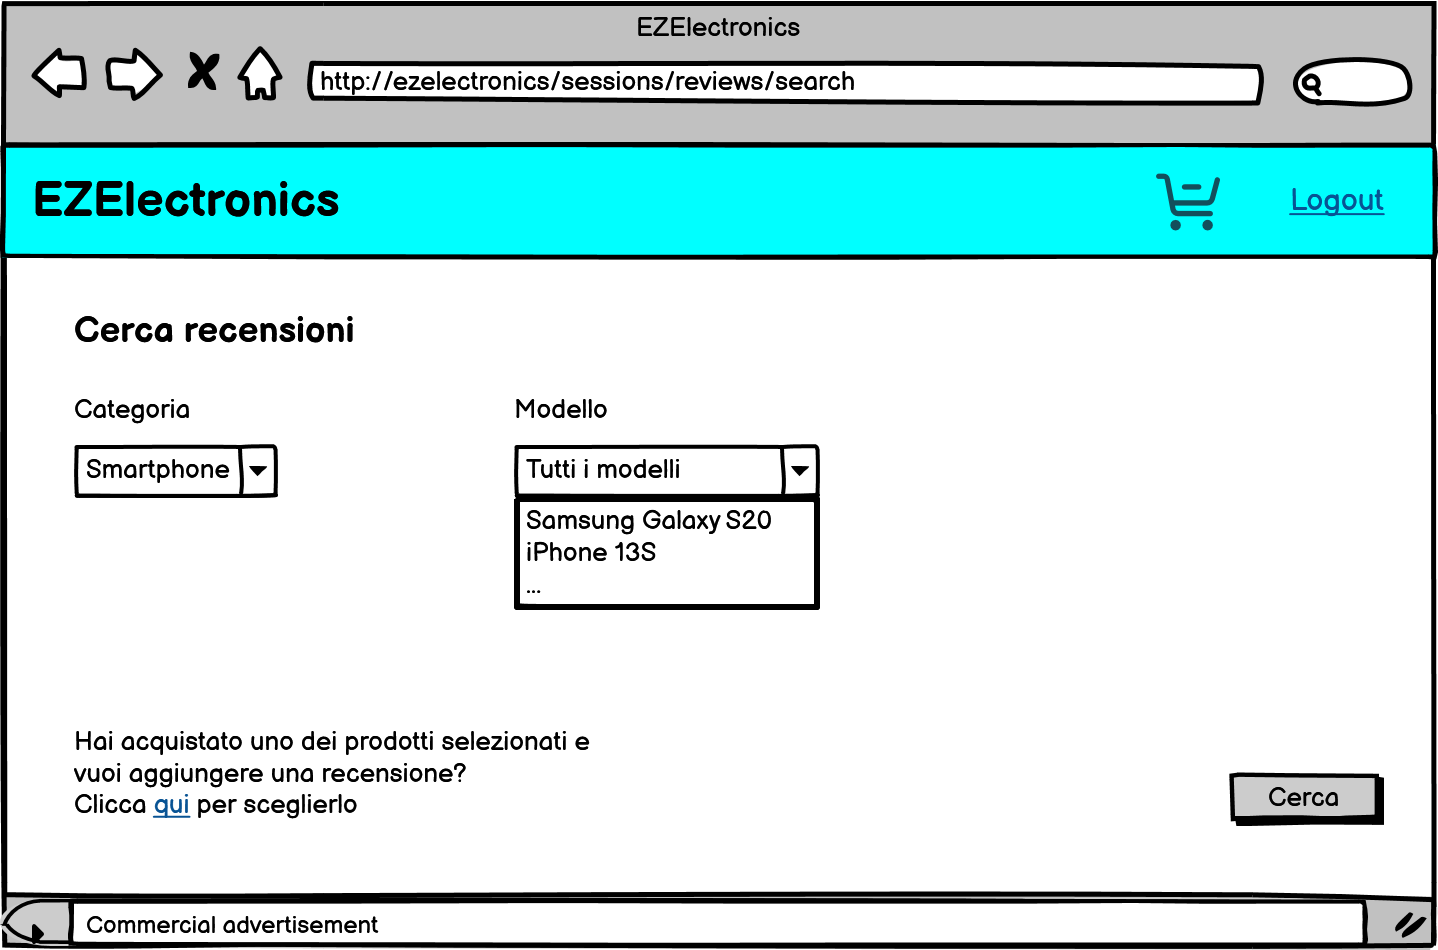 EZElectronics
http://ezelectronics/sessions/reviews/search
EZElectronics
Logout
Cerca recensioni
Categoria
Modello
Smartphone
Tutti i modelli
Samsung Galaxy S20
iPhone 13S
...
Hai acquistato uno dei prodotti selezionati e
vuoi aggiungere una recensione?
Clicca qui per sceglierlo
Cerca
Commercial advertisement